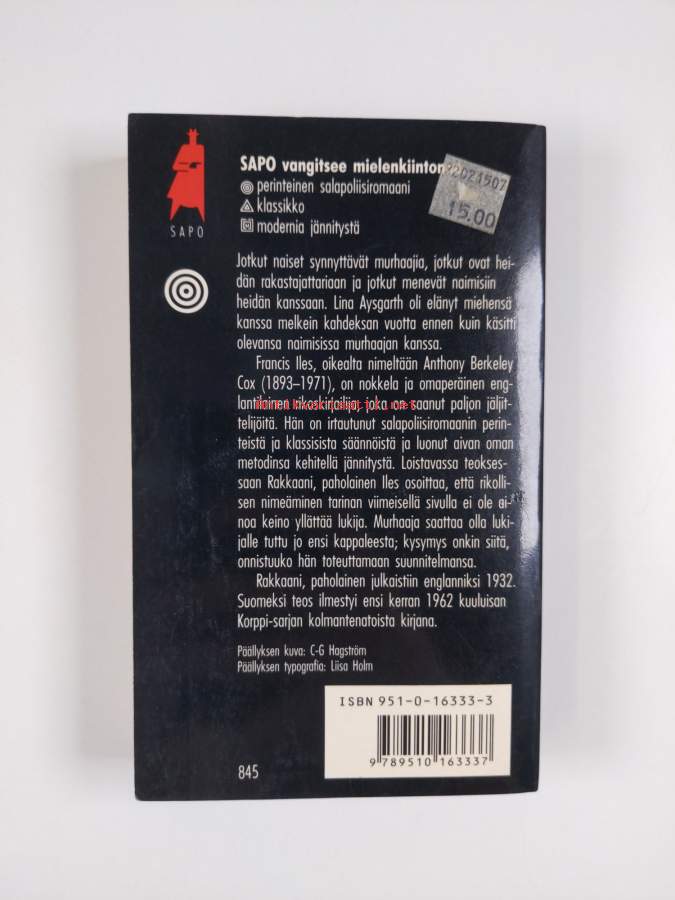 SAPO
SAPO vangitsee mielenkiinton
perinteinen salapoliisiromaani
klassikko
modernia jännitystä
2021507
15.00
Jotkut naiset synnyttävät murhaajia, jotkut ovat hei-
dän rakastajattariaan ja jotkut menevät naimisiin
heidän kanssaan. Lina Aysgarth oli elänyt miehensä
kanssa melkein kahdeksan vuotta ennen kuin käsitti
olevansa naimisissa murhaajan kanssa.
Francis Iles, oikealta nimeltään Anthony Berkeley
Cox (1893–1971), on nokkela ja omaperäinen eng-
lantilainen rikoskirjailija, joka on saanut paljon jäljit-
telijöitä. Hän on irtautunut salapoliisiromaanin perin-
teistä ja klassisista säännöistä ja luonut aivan oman
metodinsa kehitellä jännitystä. Loistavassa teokses-
saan Rakkaani, paholainen Iles osoittaa, että rikolli-
sen nimeäminen tarinan viimeisellä sivulla ei ole ai-
noa keino yllättää lukija. Murhaaja saattaa olla luki-
jalle tuttu jo ensi kappaleesta; kysymys onkin siitä,
onnistuuko hän toteuttamaan suunnitelmansa.
Rakkaani, paholainen julkaistiin englanniksi 1932.
Suomeksi teos ilmestyi ensi kerran 1962 kuuluisan
Korppi-sarjan kolmantenatoista kirjana.
Päällyksen kuva: C-G Hagström
Päällyksen typografia: Liisa Holm
ISBN 951-0-16333-3
9 789510 163337
845